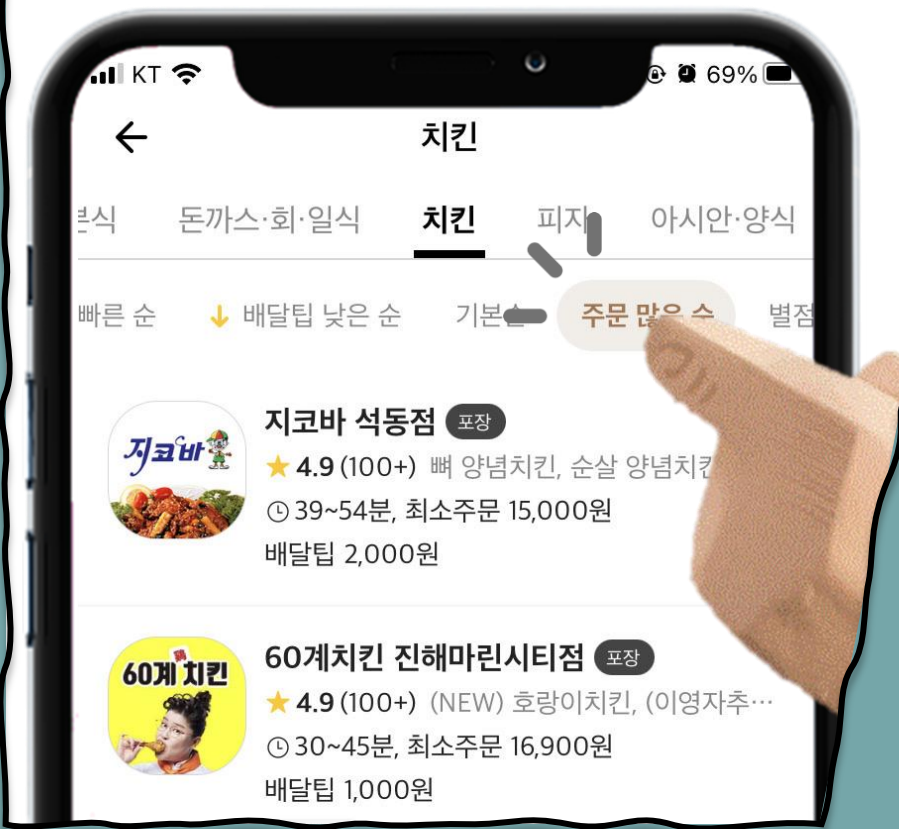 KT 69%
치킨
돈까스·회·일식 치킨 피자 아시안·양식
빠른 순 ↓ 배달팁 낮은 순 기본순 주문 많은 순 별점
지코바
지코바 석동점 포장
★ 4.9 (100+) 뼈 양념치킨, 순살 양념치킨
39~54분, 최소주문 15,000원
배달팁 2,000원
60계 치킨
60계치킨 진해마린시티점 포장
★ 4.9 (100+) (NEW) 호랑이치킨, (이영자추…
30~45분, 최소주문 16,900원
배달팁 1,000원